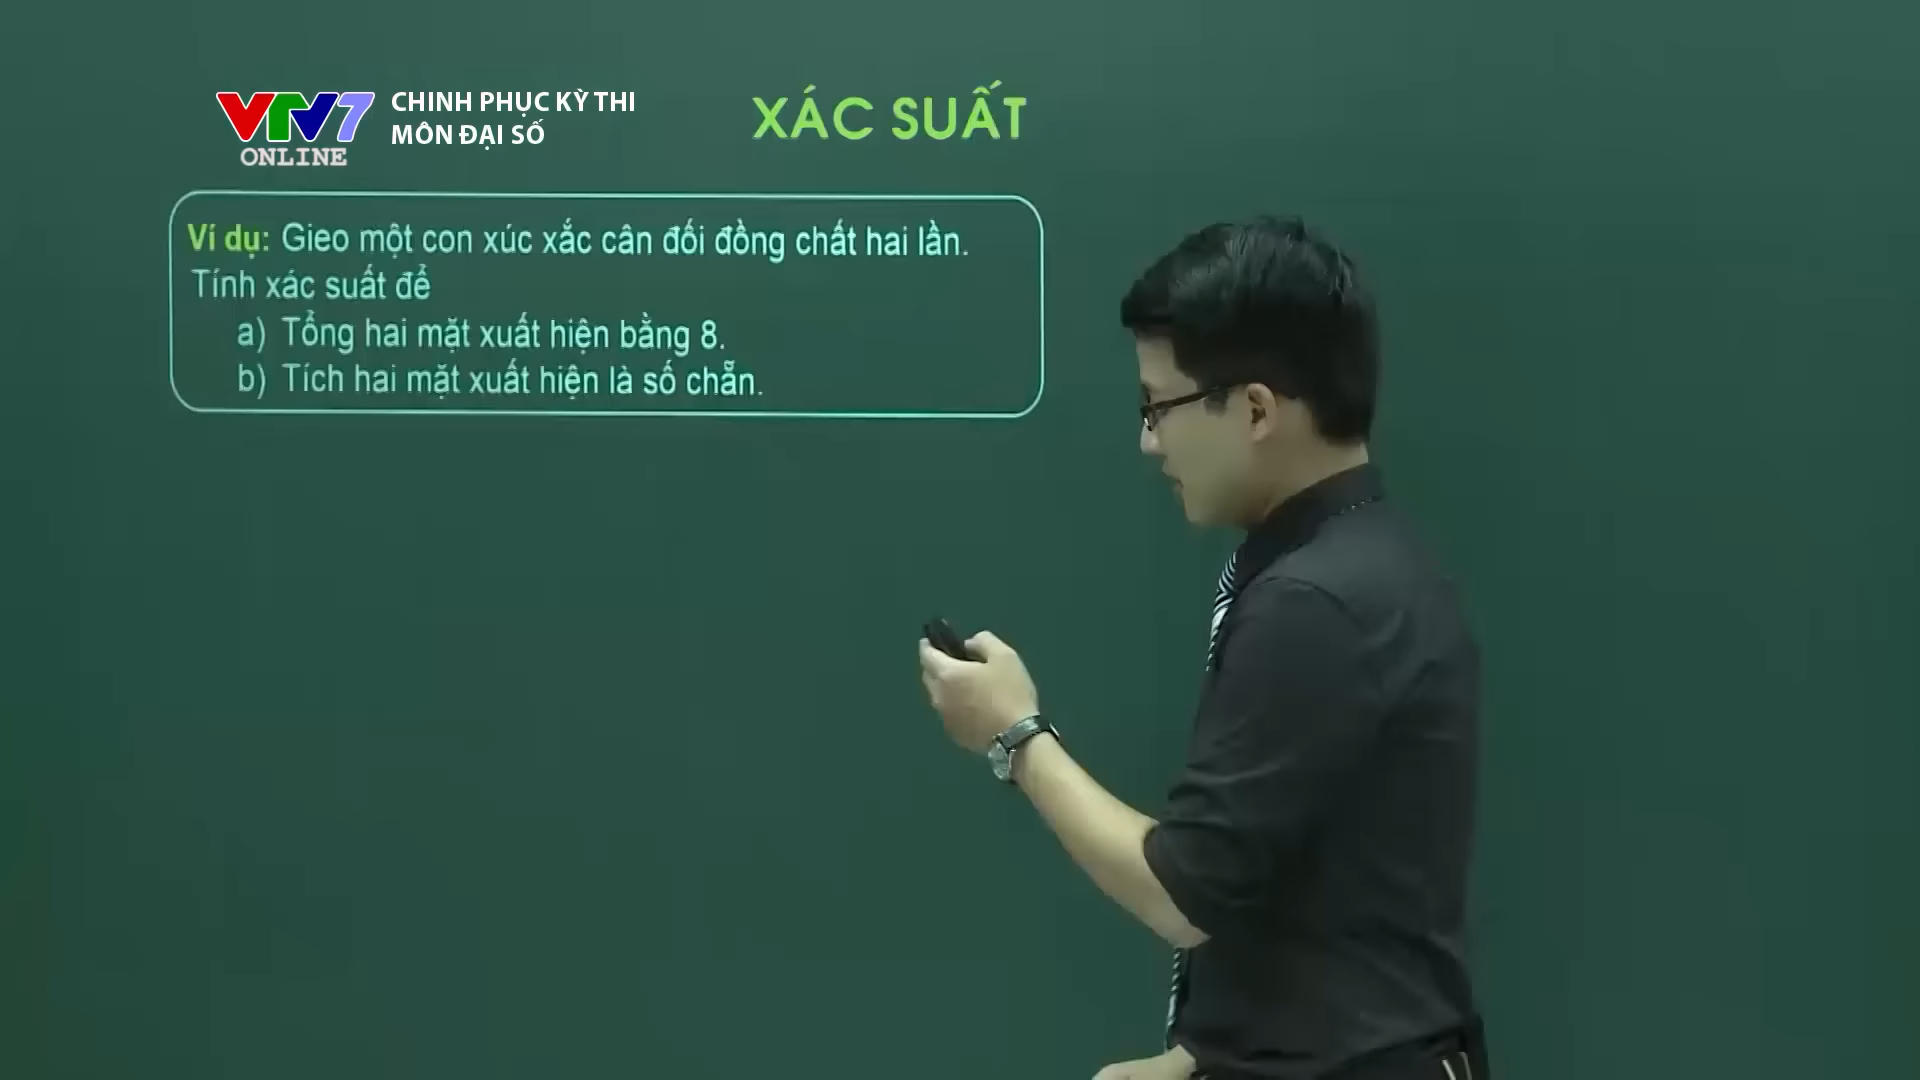 VTV7
ONLINE
CHINH PHỤC KỲ THI
MÔN ĐẠI SỐ
XÁC SUẤT
Ví dụ: Gieo một con xúc xắc cân đối đồng chất hai lần.
Tính xác suất để
a) Tổng hai mặt xuất hiện bằng 8.
b) Tích hai mặt xuất hiện là số chẵn.